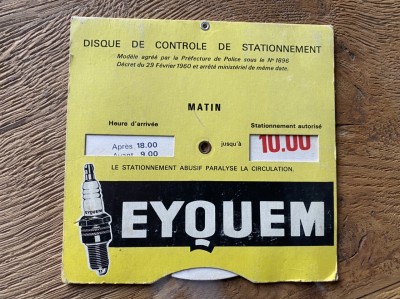 DISQUE DE CONTROLE DE STATIONNEMENT
Modèle agréé par la Préfecture de Police sous le Nº 1896
Décret du 29 Février 1960 et arrêté ministériel de même date.
MATIN
Heure d'arrivée
Stationnement autorisé
Après 18.00
jusqu'à
10.00
Avant 9.00
LE STATIONNEMENT ABUSIF PARALYSE LA CIRCULATION.
EYQUEM
EYQUEM